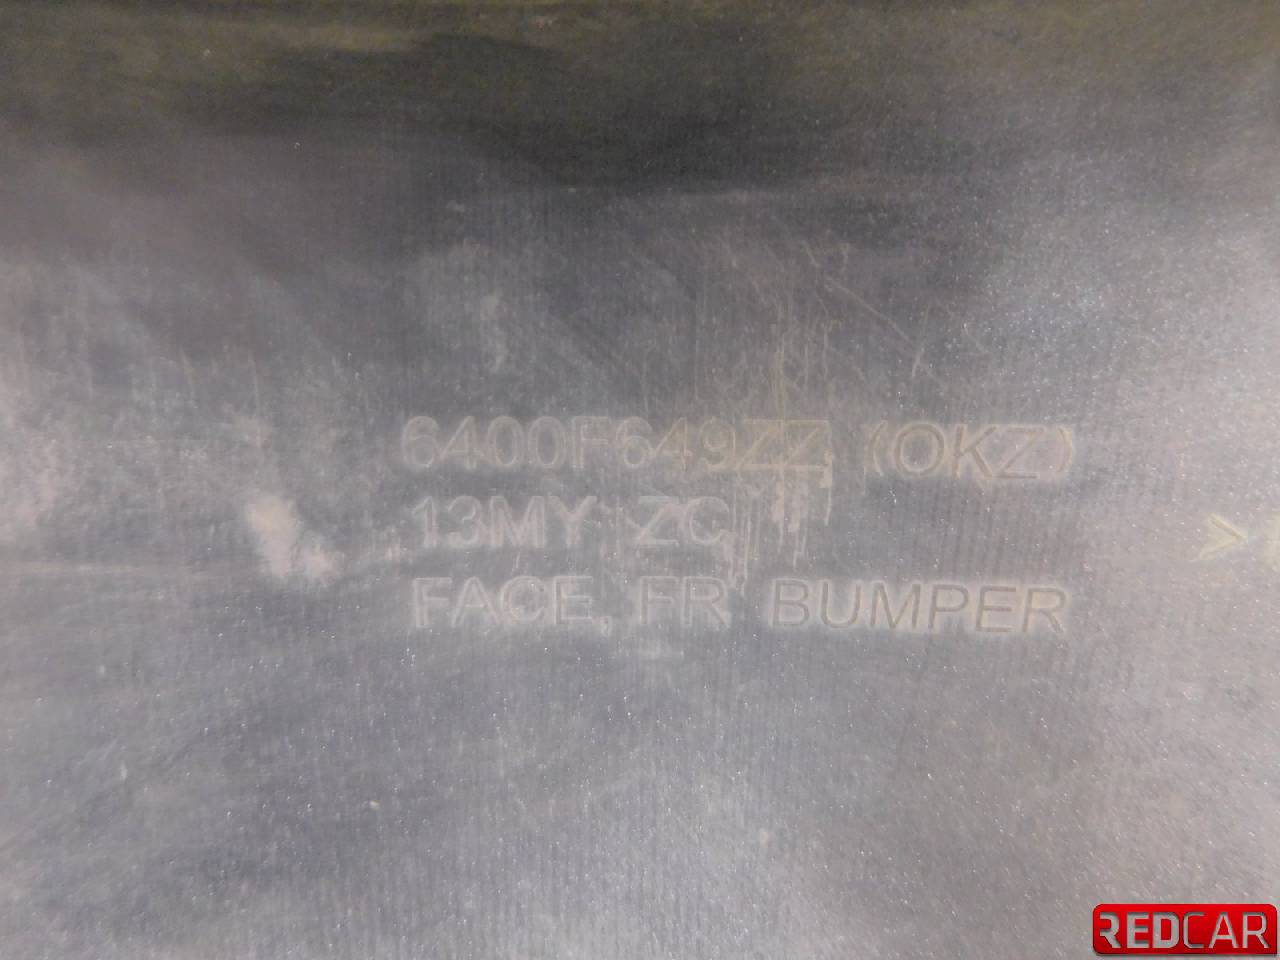 6400F649ZZ (OKZ)
13MY ZC
FACE, FR BUMPER
>
REDCAR